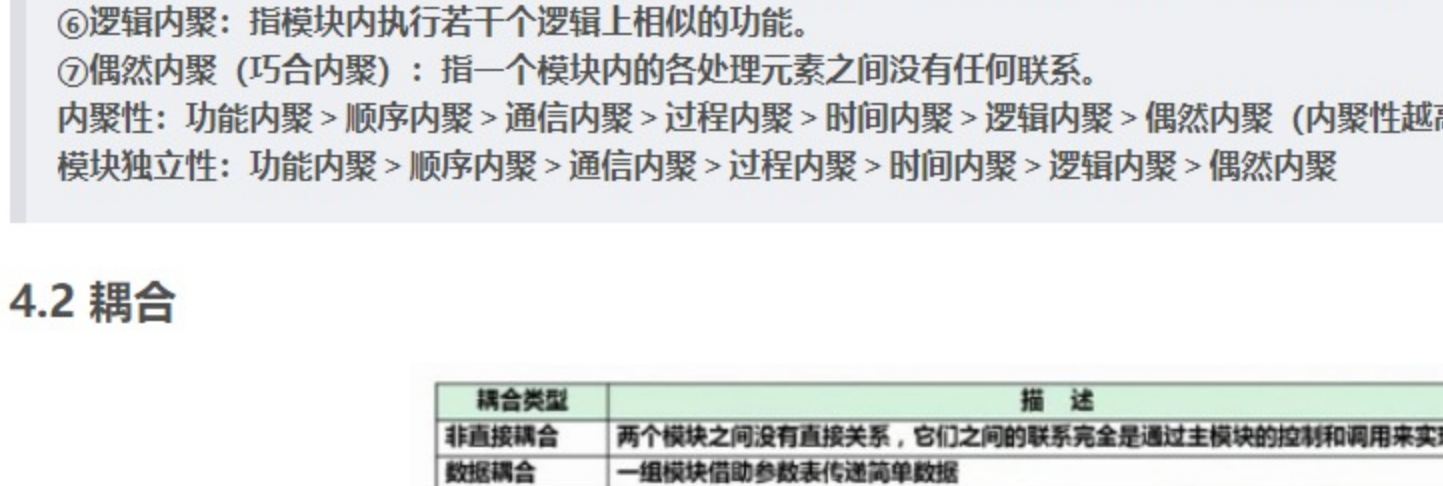 ⑥逻辑内聚：指模块内执行若干个逻辑上相似的功能。
⑦偶然内聚（巧合内聚）：指一个模块内的各处理元素之间没有任何联系。
内聚性：功能内聚 > 顺序内聚 > 通信内聚 > 过程内聚 > 时间内聚 > 逻辑内聚 > 偶然内聚（内聚性越
模块独立性：功能内聚 > 顺序内聚 > 通信内聚 > 过程内聚 > 时间内聚 > 逻辑内聚 > 偶然内聚
4.2 耦合
耦合类型 描 述
非直接耦合 两个模块之间没有直接关系，它们之间的联系完全是通过主模块的控制和调用来实
数据耦合 一组模块借助参数表传递简单数据